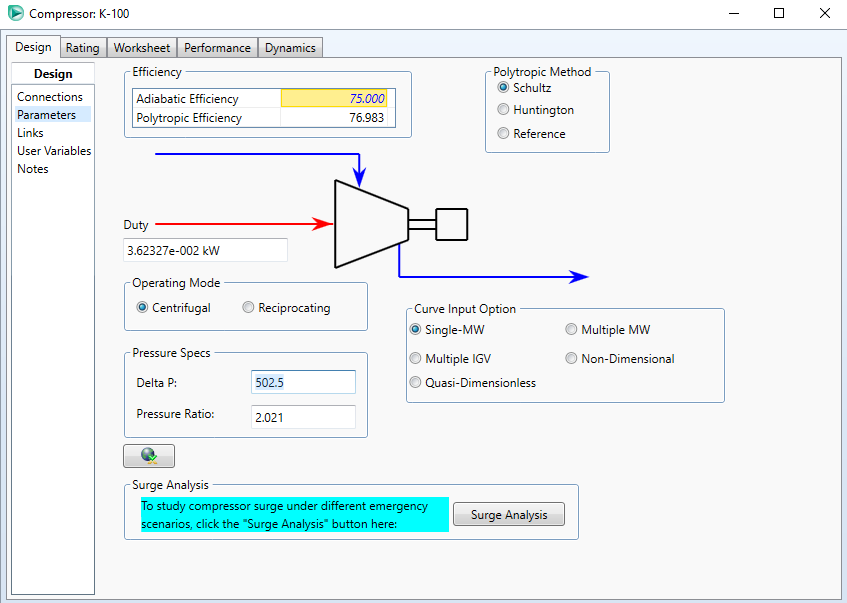 Compressor: K-100
Design Rating Worksheet Performance Dynamics
Design
Connections
Parameters
Links
User Variables
Notes
Efficiency
Adiabatic Efficiency 75.000
Polytropic Efficiency 76.983
Polytropic Method
Schultz
Huntington
Reference
Duty
3.62327e-002 kW
Operating Mode
Centrifugal Reciprocating
Curve Input Option
Single-MW Multiple MW
Multiple IGV Non-Dimensional
Quasi-Dimensionless
Pressure Specs
Delta P: 502.5
Pressure Ratio: 2.021
Surge Analysis
To study compressor surge under different emergency
scenarios, click the "Surge Analysis" button here:
Surge Analysis